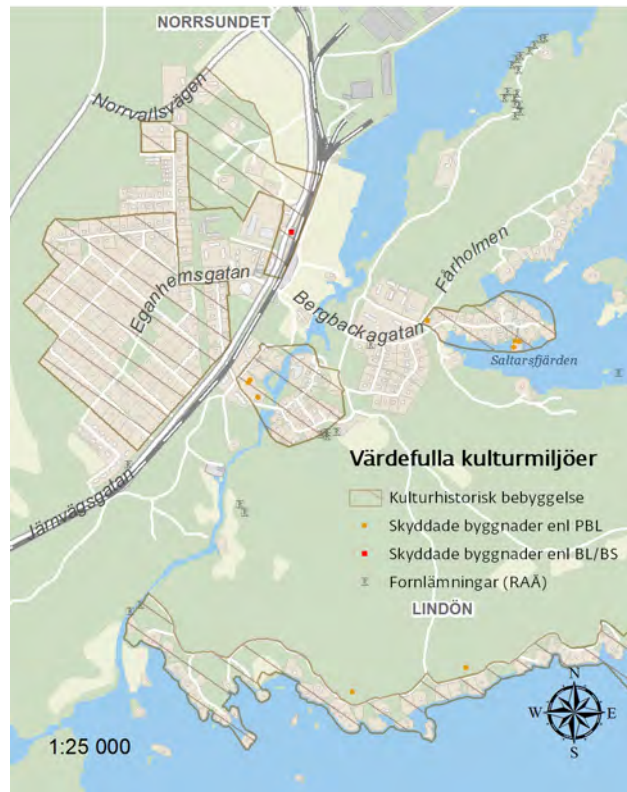 NORRSUNDET
Norrvallsvägen
Eganhemsgatan
Fårholmen
Bergbackagatan
Saltarsfjärden
Järnvägsgatan
Värdefulla kulturmiljöer
Kulturhistorisk bebyggelse
Skyddade byggnader enl PBL
Skyddade byggnader enl BL/BS
Fornlämningar (RAÄ)
LINDÖN
N
W E
S
1:25 000